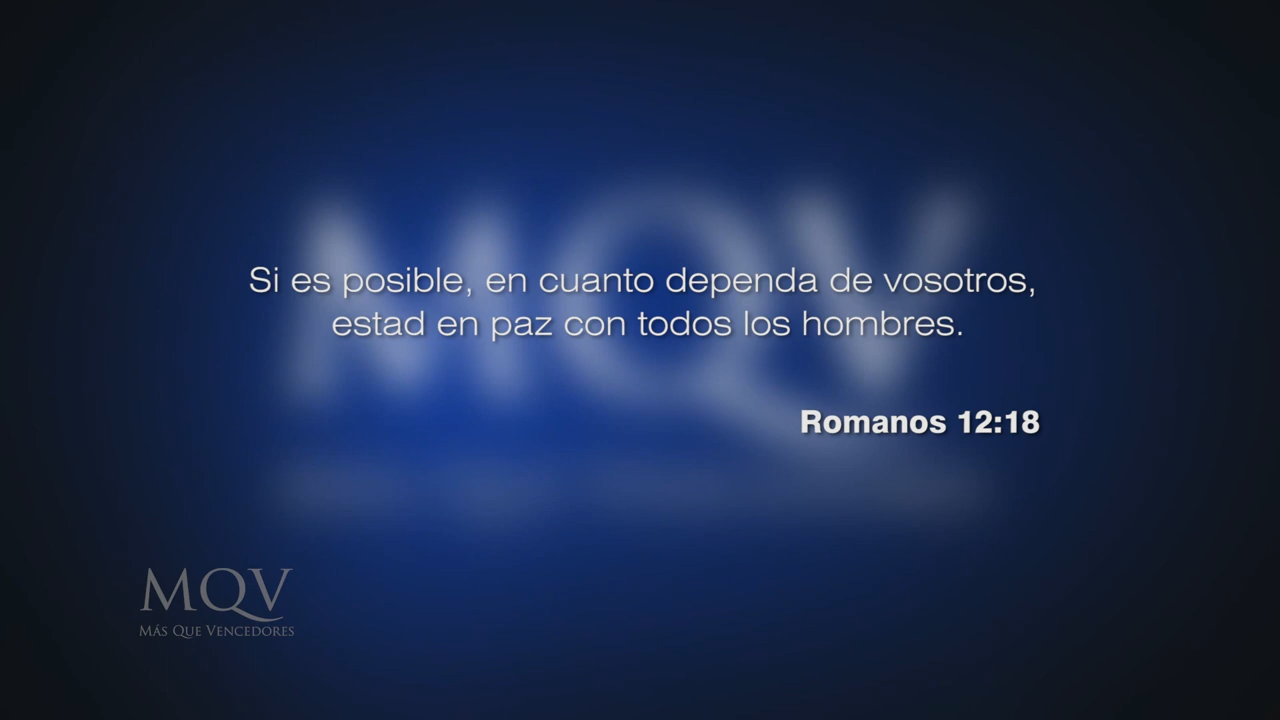 Si es posible, en cuanto dependa de vosotros,
estad en paz con todos los hombres.
Romanos 12:18
MQV
MQV
MÁS QUE VENCEDORES